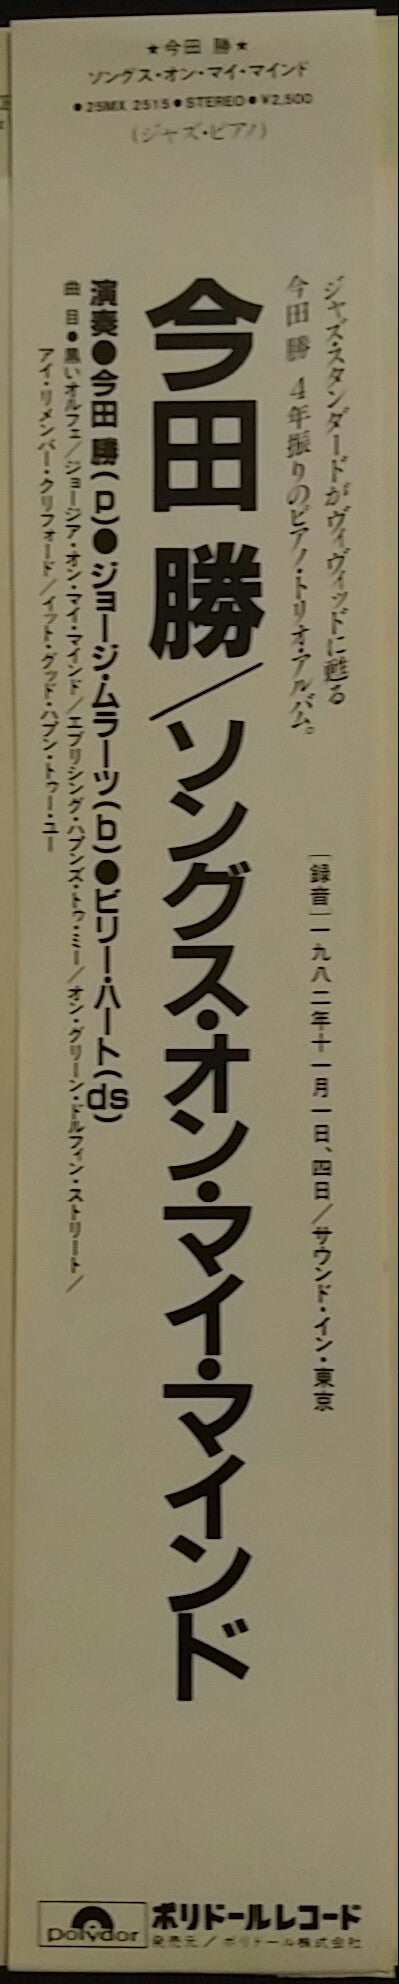 ★今田 勝★
ソングス・オン・マイ・マインド
●25MX 2515●STEREO●¥2,500
(ジャズ・ピアノ)
ジャズ・スタンダードがヴィヴィッドに甦る
今田 勝 4年振りのピアノ・トリオ・アルバム。
[録音]一九八二年十一月一日、四日/サウンド・イン・東京
今田 勝/ソングス・オン・マイ・マインド
演奏●今田 勝(p)●ジョージ・ムラーツ(b)●ビリー・ハート(ds)
曲目●黒いオルフェ/ジョージア・オン・マイ・マインド/エブリシング・ハプンズ・トゥ・ミー/オン・グリーン・ドルフィン・ストリート/
アイ・リメンバー・クリフォード/イット・クッド・ハプン・トゥー・ユー
polydor ポリドールレコード
発売元/ポリドール株式会社